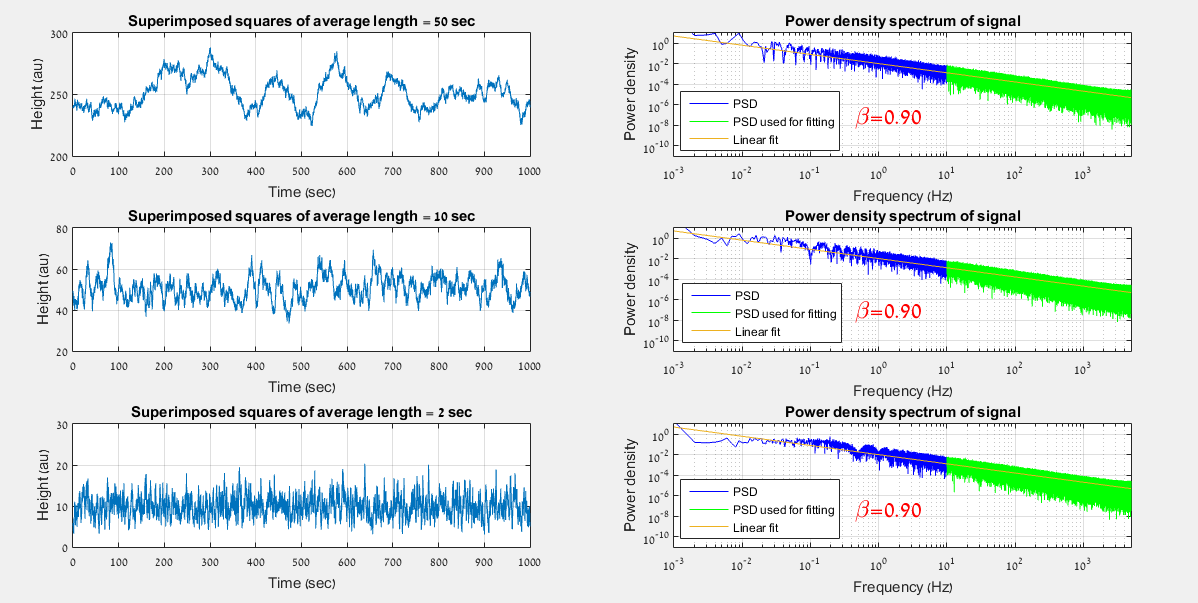 Superimposed squares of average length = 50 sec
300
250
200
Height (au)
0 100 200 300 400 500 600 700 800 900 1000
Time (sec)
Power density spectrum of signal
10^0
10^-2
10^-4
10^-6
10^-8
10^-10
Power density
PSD
PSD used for fitting
Linear fit
β=0.90
10^-3 10^-2 10^-1 10^0 10^1 10^2 10^3
Frequency (Hz)
Superimposed squares of average length = 10 sec
80
60
40
20
Height (au)
0 100 200 300 400 500 600 700 800 900 1000
Time (sec)
Power density spectrum of signal
10^0
10^-2
10^-4
10^-6
10^-8
10^-10
Power density
PSD
PSD used for fitting
Linear fit
β=0.90
10^-3 10^-2 10^-1 10^0 10^1 10^2 10^3
Frequency (Hz)
Superimposed squares of average length = 2 sec
30
20
10
0
Height (au)
0 100 200 300 400 500 600 700 800 900 1000
Time (sec)
Power density spectrum of signal
10^0
10^-2
10^-4
10^-6
10^-8
10^-10
Power density
PSD
PSD used for fitting
Linear fit
β=0.90
10^-3 10^-2 10^-1 10^0 10^1 10^2 10^3
Frequency (Hz)